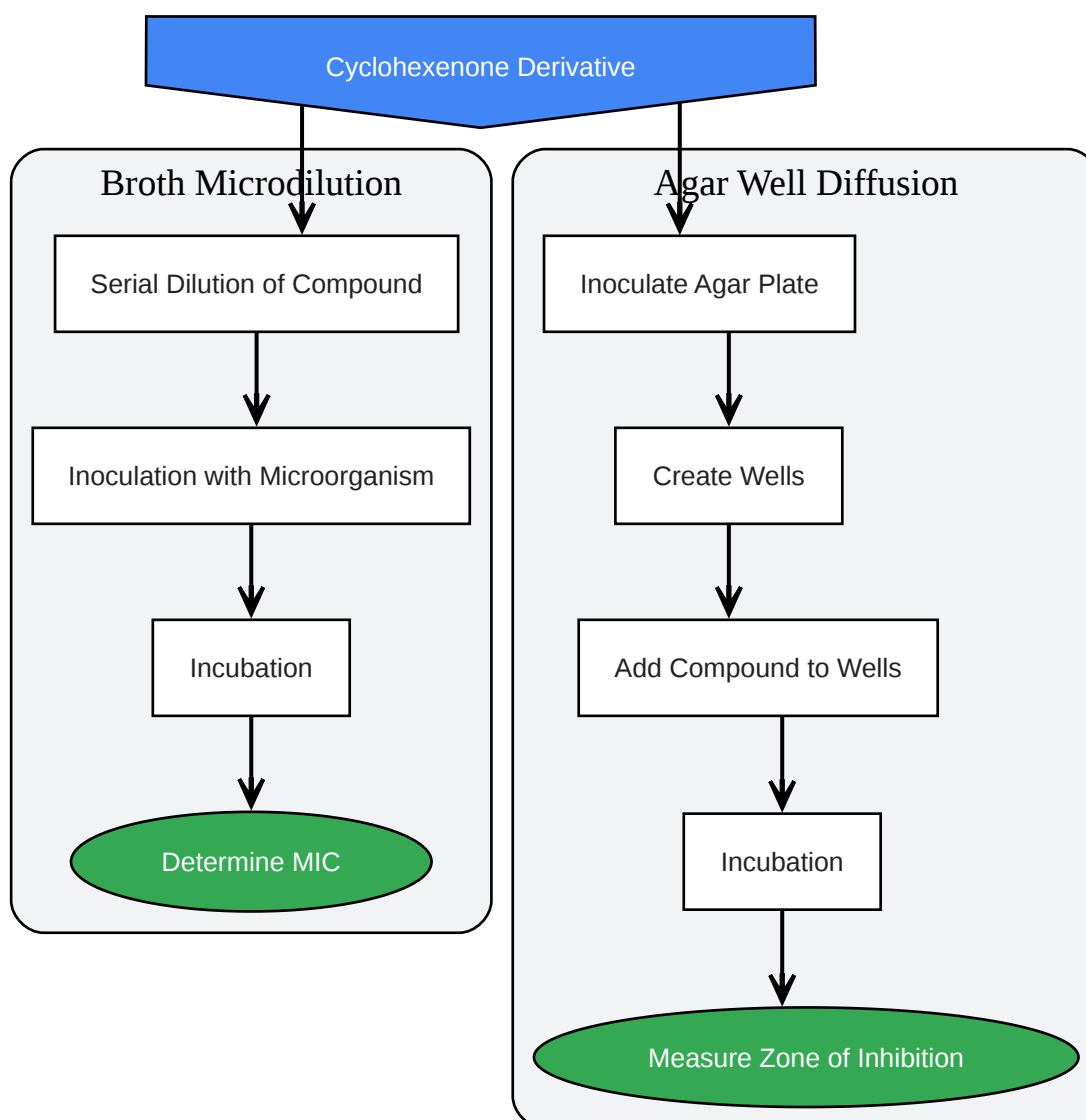 Cyclohexenone Derivative
Broth Microdilution
Serial Dilution of Compound
Inoculation with Microorganism
Incubation
Determine MIC
Agar Well Diffusion
Inoculate Agar Plate
Create Wells
Add Compound to Wells
Incubation
Measure Zone of Inhibition